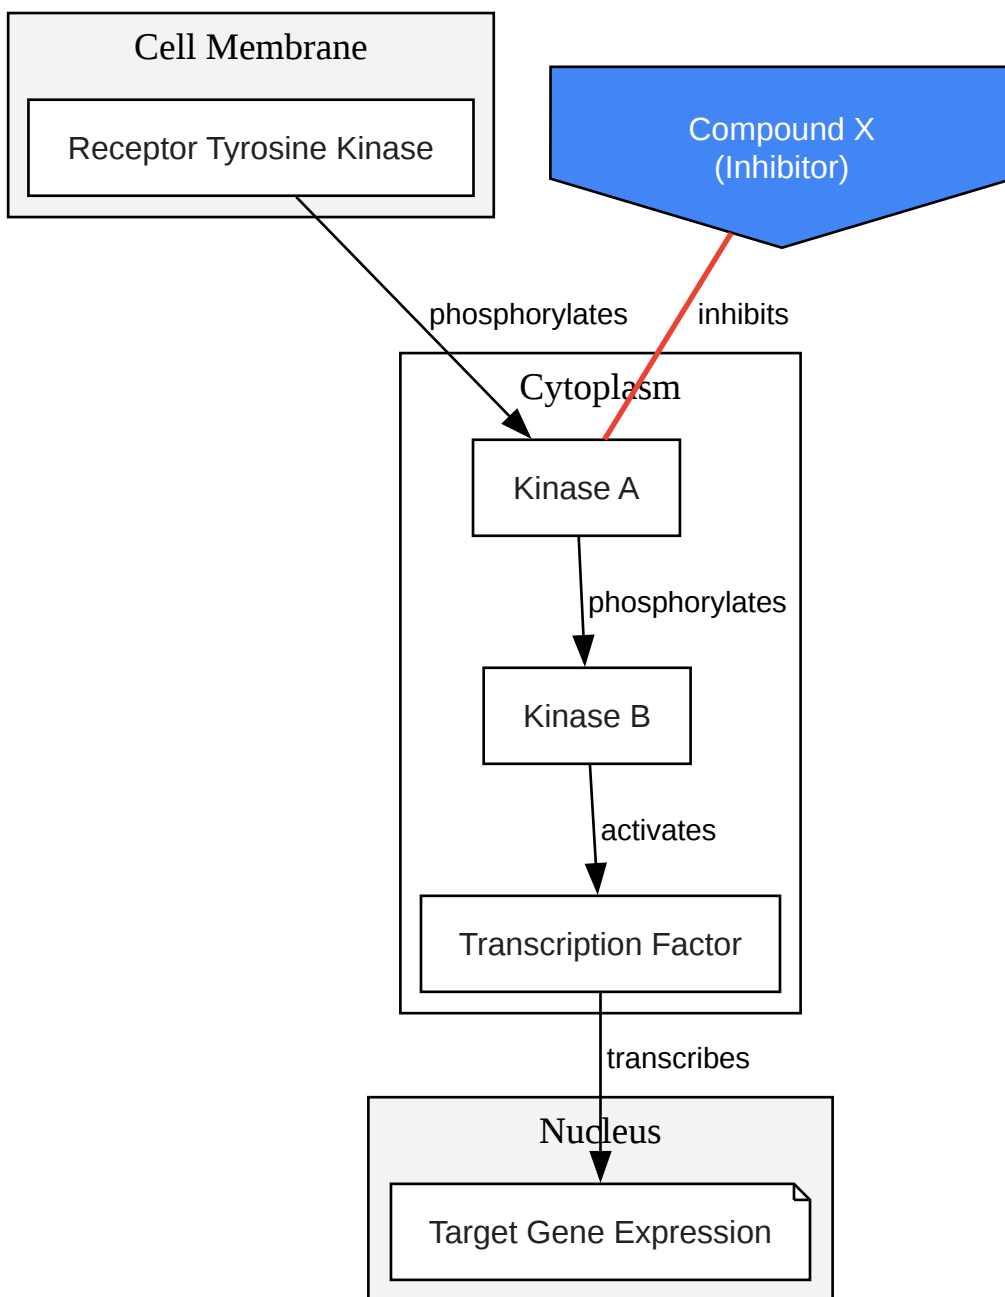 Cell Membrane
Receptor Tyrosine Kinase
Compound X
(Inhibitor)
phosphorylates
inhibits
Cytoplasm
Kinase A
phosphorylates
Kinase B
activates
Transcription Factor
transcribes
Nucleus
Target Gene Expression